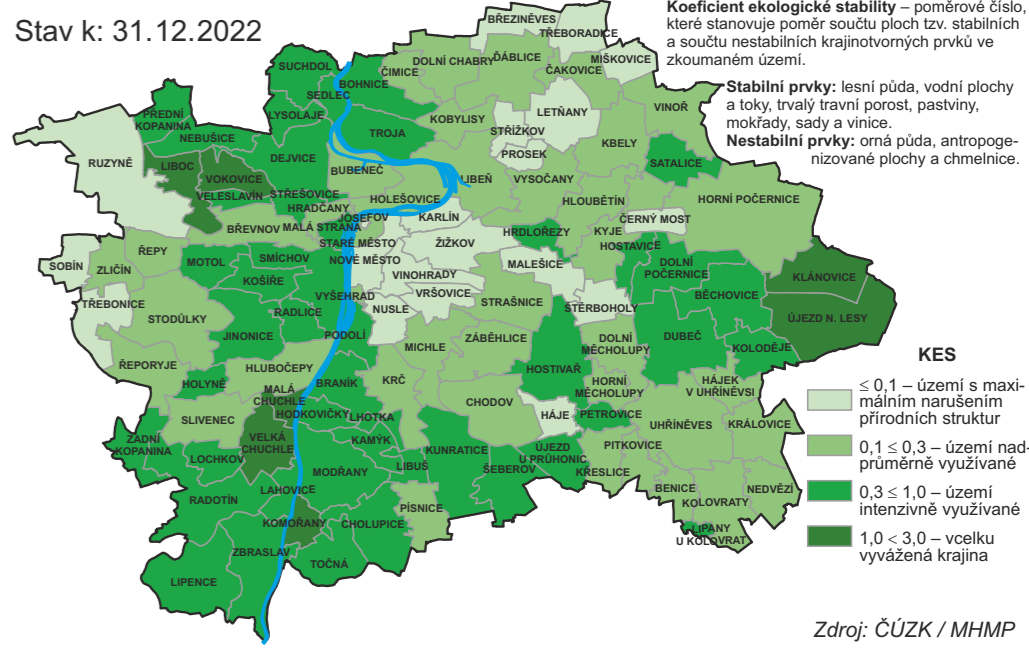 Stav k: 31.12.2022
Koeficient ekologické stability – poměrové číslo,
které stanovuje poměr součtu ploch tzv. stabilních
a součtu nestabilních krajinotvorných prvků ve
zkoumaném území.
Stabilní prvky: lesní půda, vodní plochy
a toky, trvalý travní porost, pastviny,
mokřady, sady a vinice.
Nestabilní prvky: orná půda, antropoge-
nizované plochy a chmelnice.
BŘEZINĚVES
TŘEBORADICE
MIŠKOVICE
SUCHDOL
BOHNICE
ČIMICE
DOLNÍ CHABRY
ĎÁBLICE
ČAKOVICE
SEDLEC
LYSOLAJE
PŘEDNÍ
KOPANINA
NEBUŠICE
TROJA
KOBYLISY
LETŇANY
VINOŘ
STŘÍŽKOV
PROSEK
KBELY
SATALICE
RUZYNĚ
LIBOC
VOKOVICE
DEJVICE
BUBENEČ
LIBEŇ
VYSOČANY
VELESLAVÍN
STŘEŠOVICE
HOLEŠOVICE
HLOUBĚTÍN
HORNÍ POČERNICE
HRADČANY
JOSEFOV
KARLÍN
ČERNÝ MOST
BŘEVNOV
MALÁ STRANA
HRDLOŘEZY
KYJE
STARÉ MĚSTO
ŽIŽKOV
HOSTAVICE
ŘEPY
NOVÉ MĚSTO
MALEŠICE
DOLNÍ
POČERNICE
SOBÍN
ZLIČÍN
MOTOL
SMÍCHOV
VINOHRADY
KLÁNOVICE
KOŠÍŘE
VRŠOVICE
BĚCHOVICE
TŘEBONICE
VYŠEHRAD
STRAŠNICE
ŠTĚRBOHOLY
STODŮLKY
RADLICE
NUSLE
ÚJEZD N. LESY
JINONICE
PODOLÍ
MICHLE
ZÁBĚHLICE
DOLNÍ
MĚCHOLUPY
DUBEČ
KOLODĚJE
ŘEPORYJE
HLUBOČEPY
HOSTIVAŘ
HOLYNĚ
MALÁ
CHUCHLE
BRANÍK
KRČ
HORNÍ
MĚCHOLUPY
HÁJEK
V UHŘÍNĚVSI
CHODOV
SLIVENEC
HODKOVIČKY
LHOTKA
HÁJE
PETROVICE
UHŘÍNĚVES
KRÁLOVICE
ZADNÍ
KOPANINA
VELKÁ
CHUCHLE
KAMÝK
KUNRATICE
ÚJEZD
U PRŮHONIC
PITKOVICE
LOCHKOV
MODŘANY
LIBUŠ
ŠEBEROV
KŘESLICE
RADOTÍN
LAHOVICE
BENICE
NEDVĚZÍ
PÍSNICE
KOLOVRATY
KOMOŘANY
CHOLUPICE
LIPANY
U KOLOVRAT
ZBRASLAV
TOČNÁ
LIPENCE
KES
≤ 0,1 – území s maxi-
málním narušením
přírodních struktur
0,1 ≤ 0,3 – území nad-
průměrně využívané
0,3 ≤ 1,0 – území
intenzivně využívané
1,0 < 3,0 – vcelku
vyvážená krajina
Zdroj: ČÚZK / MHMP